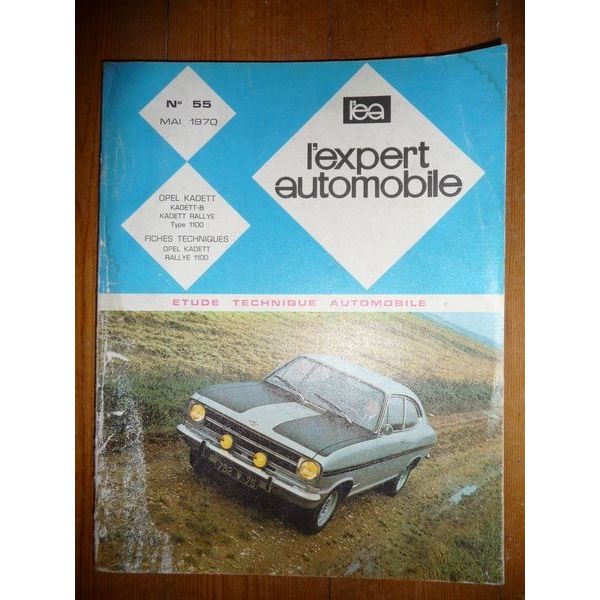 N° 55
MAI 1970
l'ea
l'expert
automobile
OPEL KADETT
KADETT-B
KADETT RALLYE
Type 1100
FICHES TECHNIQUES
OPEL KADETT
RALLYE 1100
ETUDE TECHNIQUE AUTOMOBILE